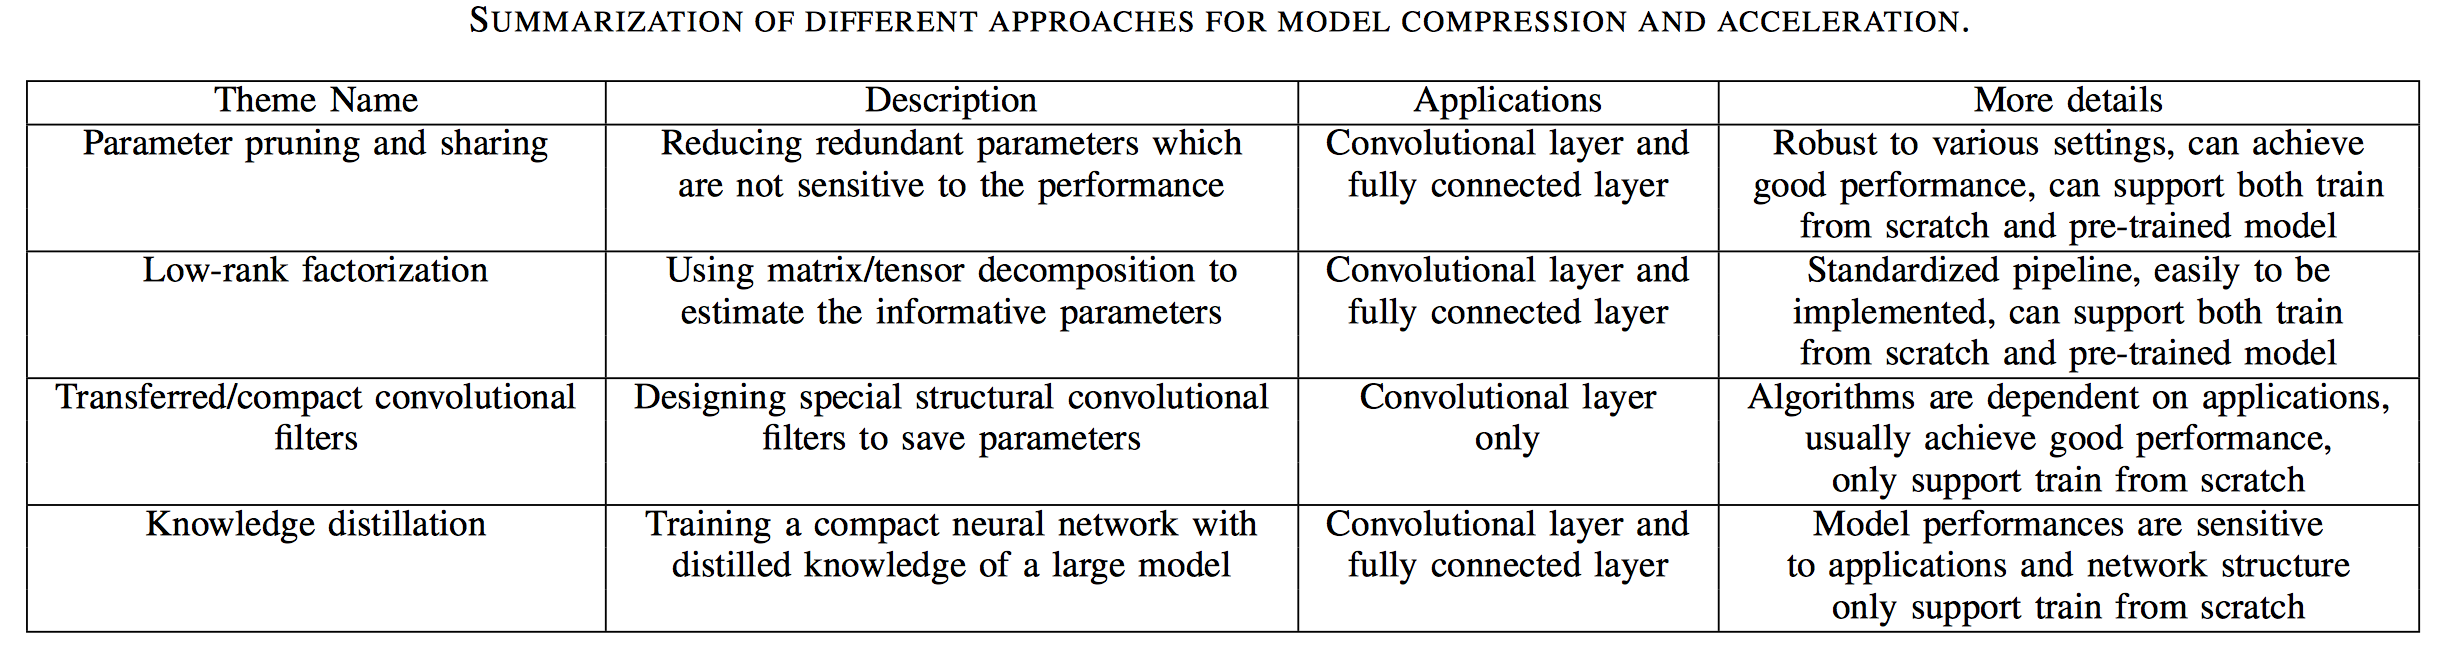 SUMMARIZATION OF DIFFERENT APPROACHES FOR MODEL COMPRESSION AND ACCELERATION.
Theme Name Description Applications More details
Parameter pruning and sharing
Reducing redundant parameters which
are not sensitive to the performance
Convolutional layer and
fully connected layer
Robust to various settings, can achieve
good performance, can support both train
from scratch and pre-trained model
Low-rank factorization
Using matrix/tensor decomposition to
estimate the informative parameters
Convolutional layer and
fully connected layer
Standardized pipeline, easily to be
implemented, can support both train
from scratch and pre-trained model
Transferred/compact convolutional
filters
Designing special structural convolutional
filters to save parameters
Convolutional layer
only
Algorithms are dependent on applications,
usually achieve good performance,
only support train from scratch
Knowledge distillation
Training a compact neural network with
distilled knowledge of a large model
Convolutional layer and
fully connected layer
Model performances are sensitive
to applications and network structure
only support train from scratch